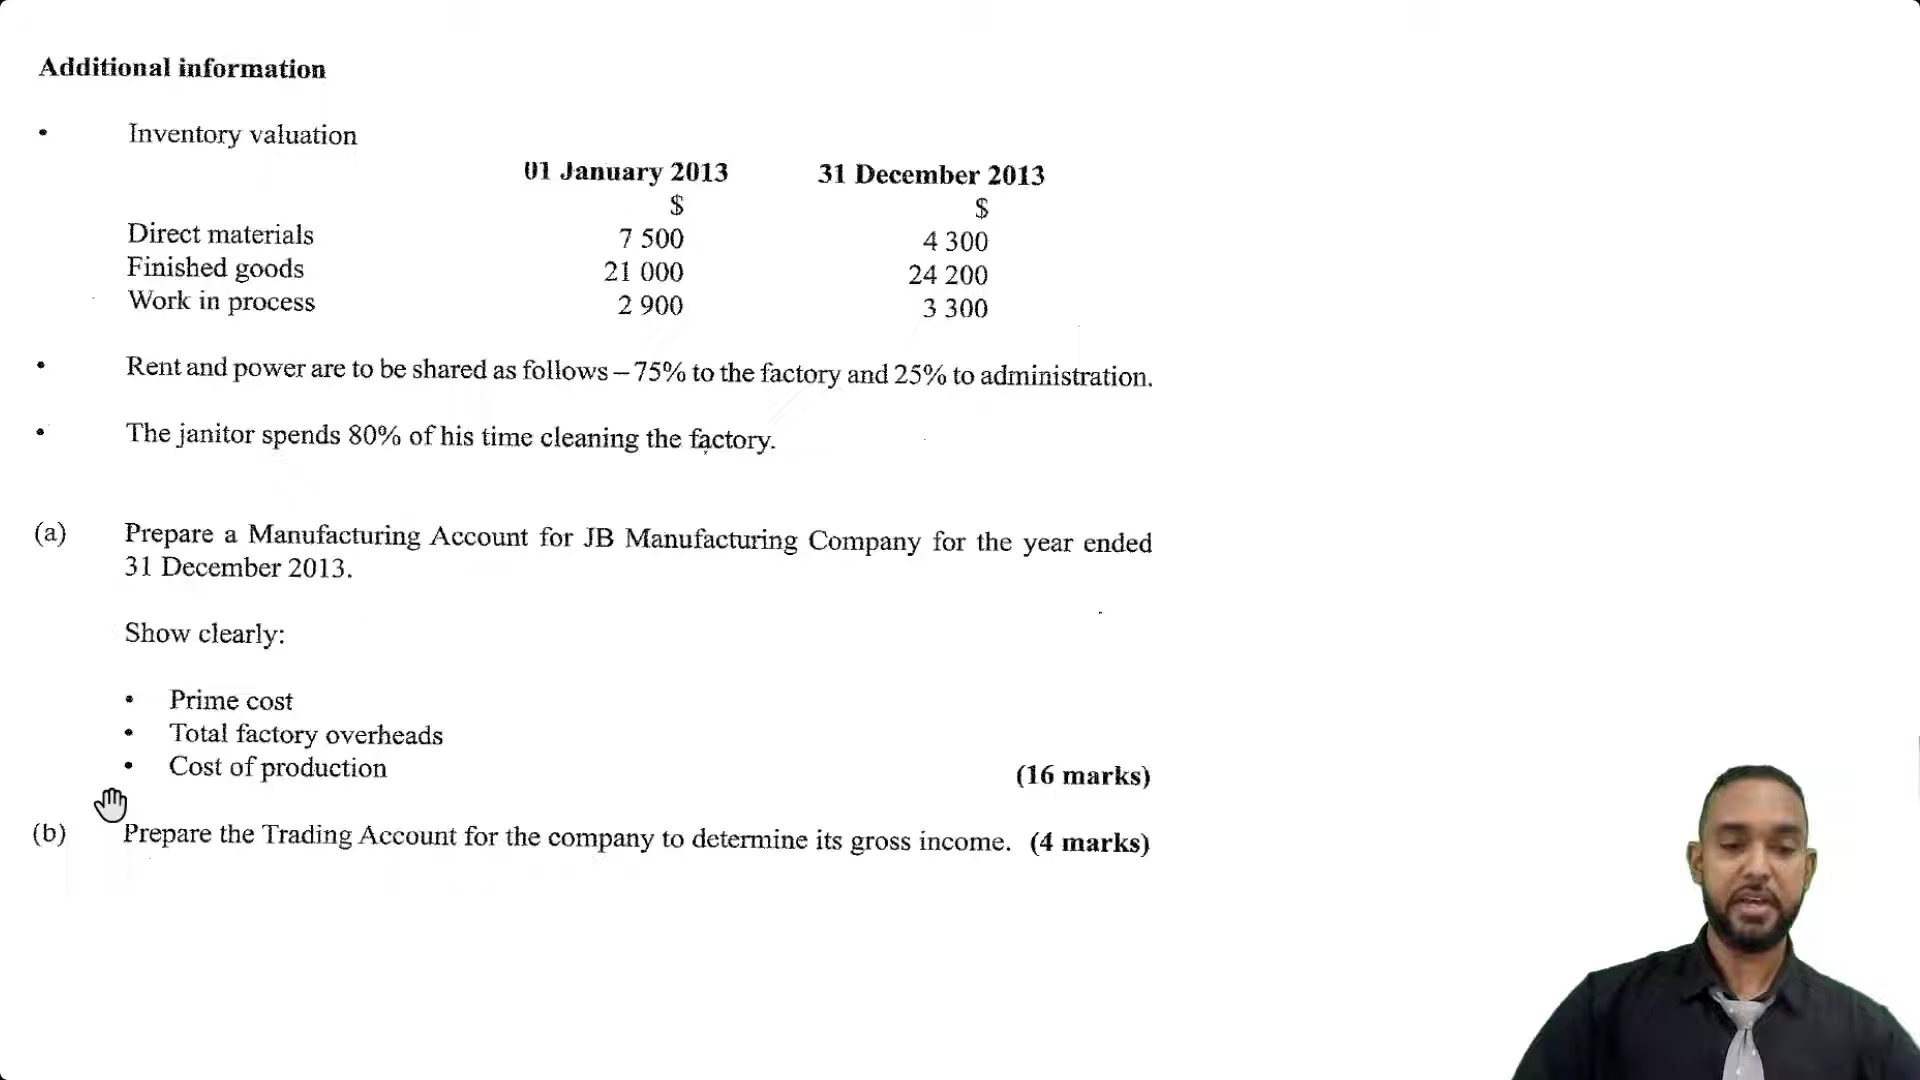 Additional information
• Inventory valuation
01 January 2013 31 December 2013
$ $
Direct materials 7 500 4 300
Finished goods 21 000 24 200
Work in process 2 900 3 300
• Rent and power are to be shared as follows – 75% to the factory and 25% to administration.
• The janitor spends 80% of his time cleaning the factory.
(a) Prepare a Manufacturing Account for JB Manufacturing Company for the year ended
31 December 2013.
Show clearly:
• Prime cost
• Total factory overheads
• Cost of production (16 marks)
(b) Prepare the Trading Account for the company to determine its gross income. (4 marks)